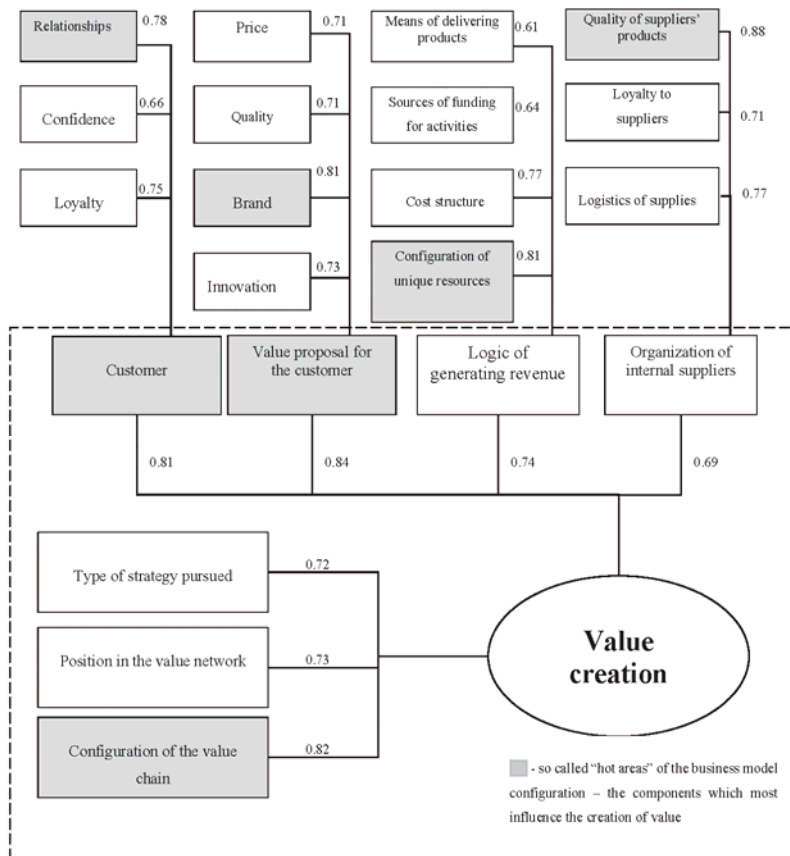 Relationships
0.78
Confidence
0.66
Loyalty
0.75
Price
0.71
Quality
0.71
Brand
0.81
Innovation
0.73
Means of delivering
products
0.61
Sources of funding
for activities
0.64
Cost structure
0.77
Configuration of
unique resources
0.81
Quality of suppliers’
products
0.88
Loyalty to
suppliers
0.71
Logistics of supplies
0.77
Customer
Value proposal for
the customer
Logic of
generating revenue
Organization of
internal suppliers
0.81
0.84
0.74
0.69
Type of strategy pursued
0.72
Position in the value network
0.73
Configuration of the value
chain
0.82
Value
creation
- so called “hot areas” of the business model
configuration – the components which most
influence the creation of value